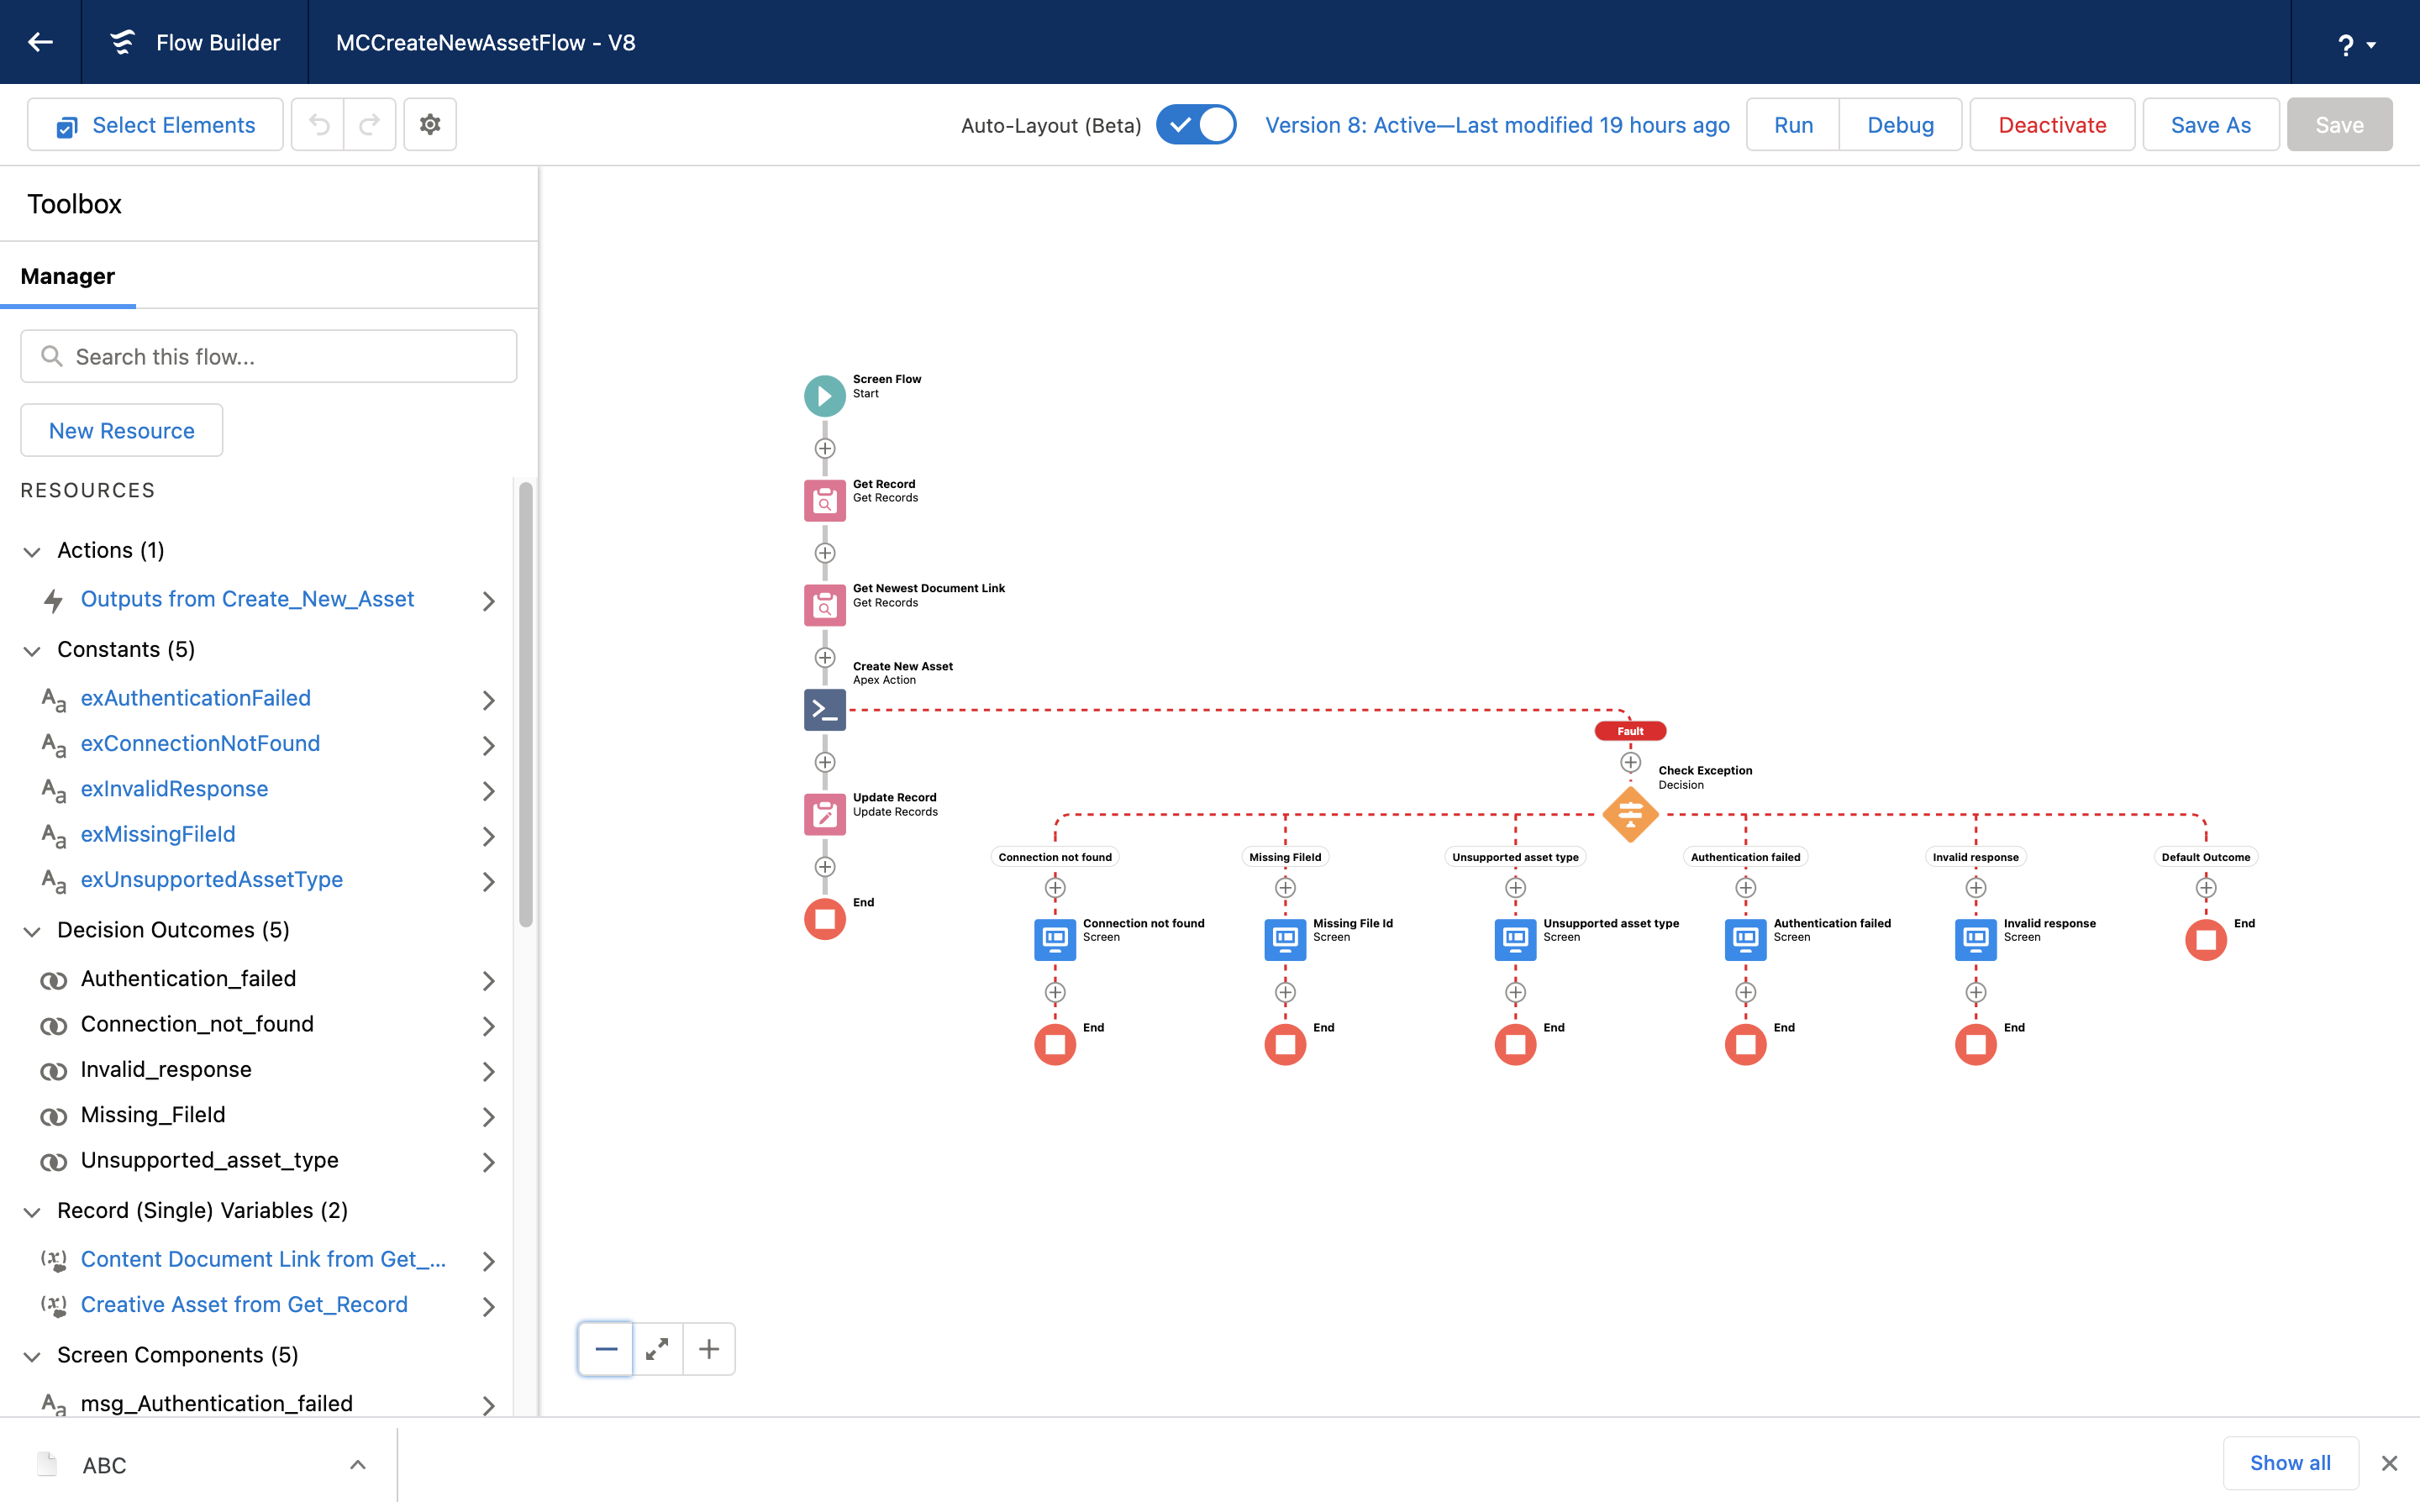 Flow Builder
MCCreateNewAssetFlow - V8
?
Select Elements
Auto-Layout (Beta)
Version 8: Active—Last modified 19 hours ago
Run
Debug
Deactivate
Save As
Save
Toolbox
Manager
Search this flow...
New Resource
RESOURCES
Actions (1)
Outputs from Create_New_Asset
Constants (5)
Aa exAuthenticationFailed
Aa exConnectionNotFound
Aa exInvalidResponse
Aa exMissingFileId
Aa exUnsupportedAssetType
Decision Outcomes (5)
Authentication_failed
Connection_not_found
Invalid_response
Missing_FileId
Unsupported_asset_type
Record (Single) Variables (2)
(x) Content Document Link from Get_...
(x) Creative Asset from Get_Record
Screen Components (5)
Aa msg_Authentication_failed
Screen Flow
Start
Get Record
Get Records
Get Newest Document Link
Get Records
Create New Asset
Apex Action
Fault
Check Exception
Decision
Update Record
Update Records
End
Connection not found
Missing FileId
Unsupported asset type
Authentication failed
Invalid response
Default Outcome
Connection not found
Screen
Missing File Id
Screen
Unsupported asset type
Screen
Authentication failed
Screen
Invalid response
Screen
End
End
End
End
End
End
ABC
Show all